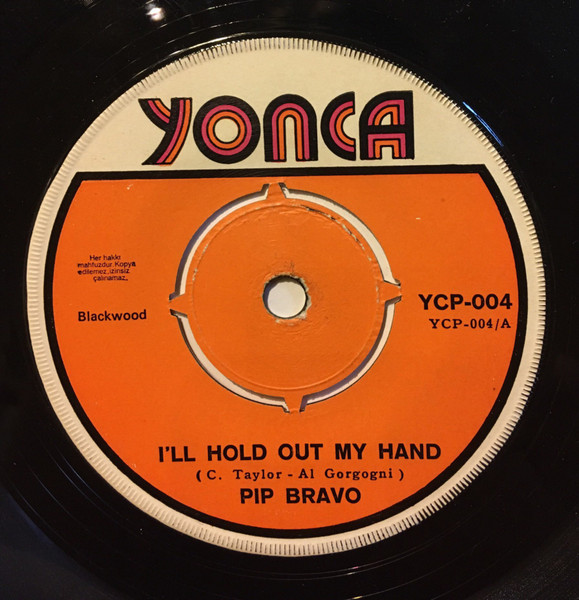 YONCA
Her hakkı
mahfuzdur. Kopya
edilemez, izinsiz
çalınamaz.
Blackwood
YCP-004
YCP-004/A
I'LL HOLD OUT MY HAND
( C. Taylor - Al Gorgogni )
PIP BRAVO